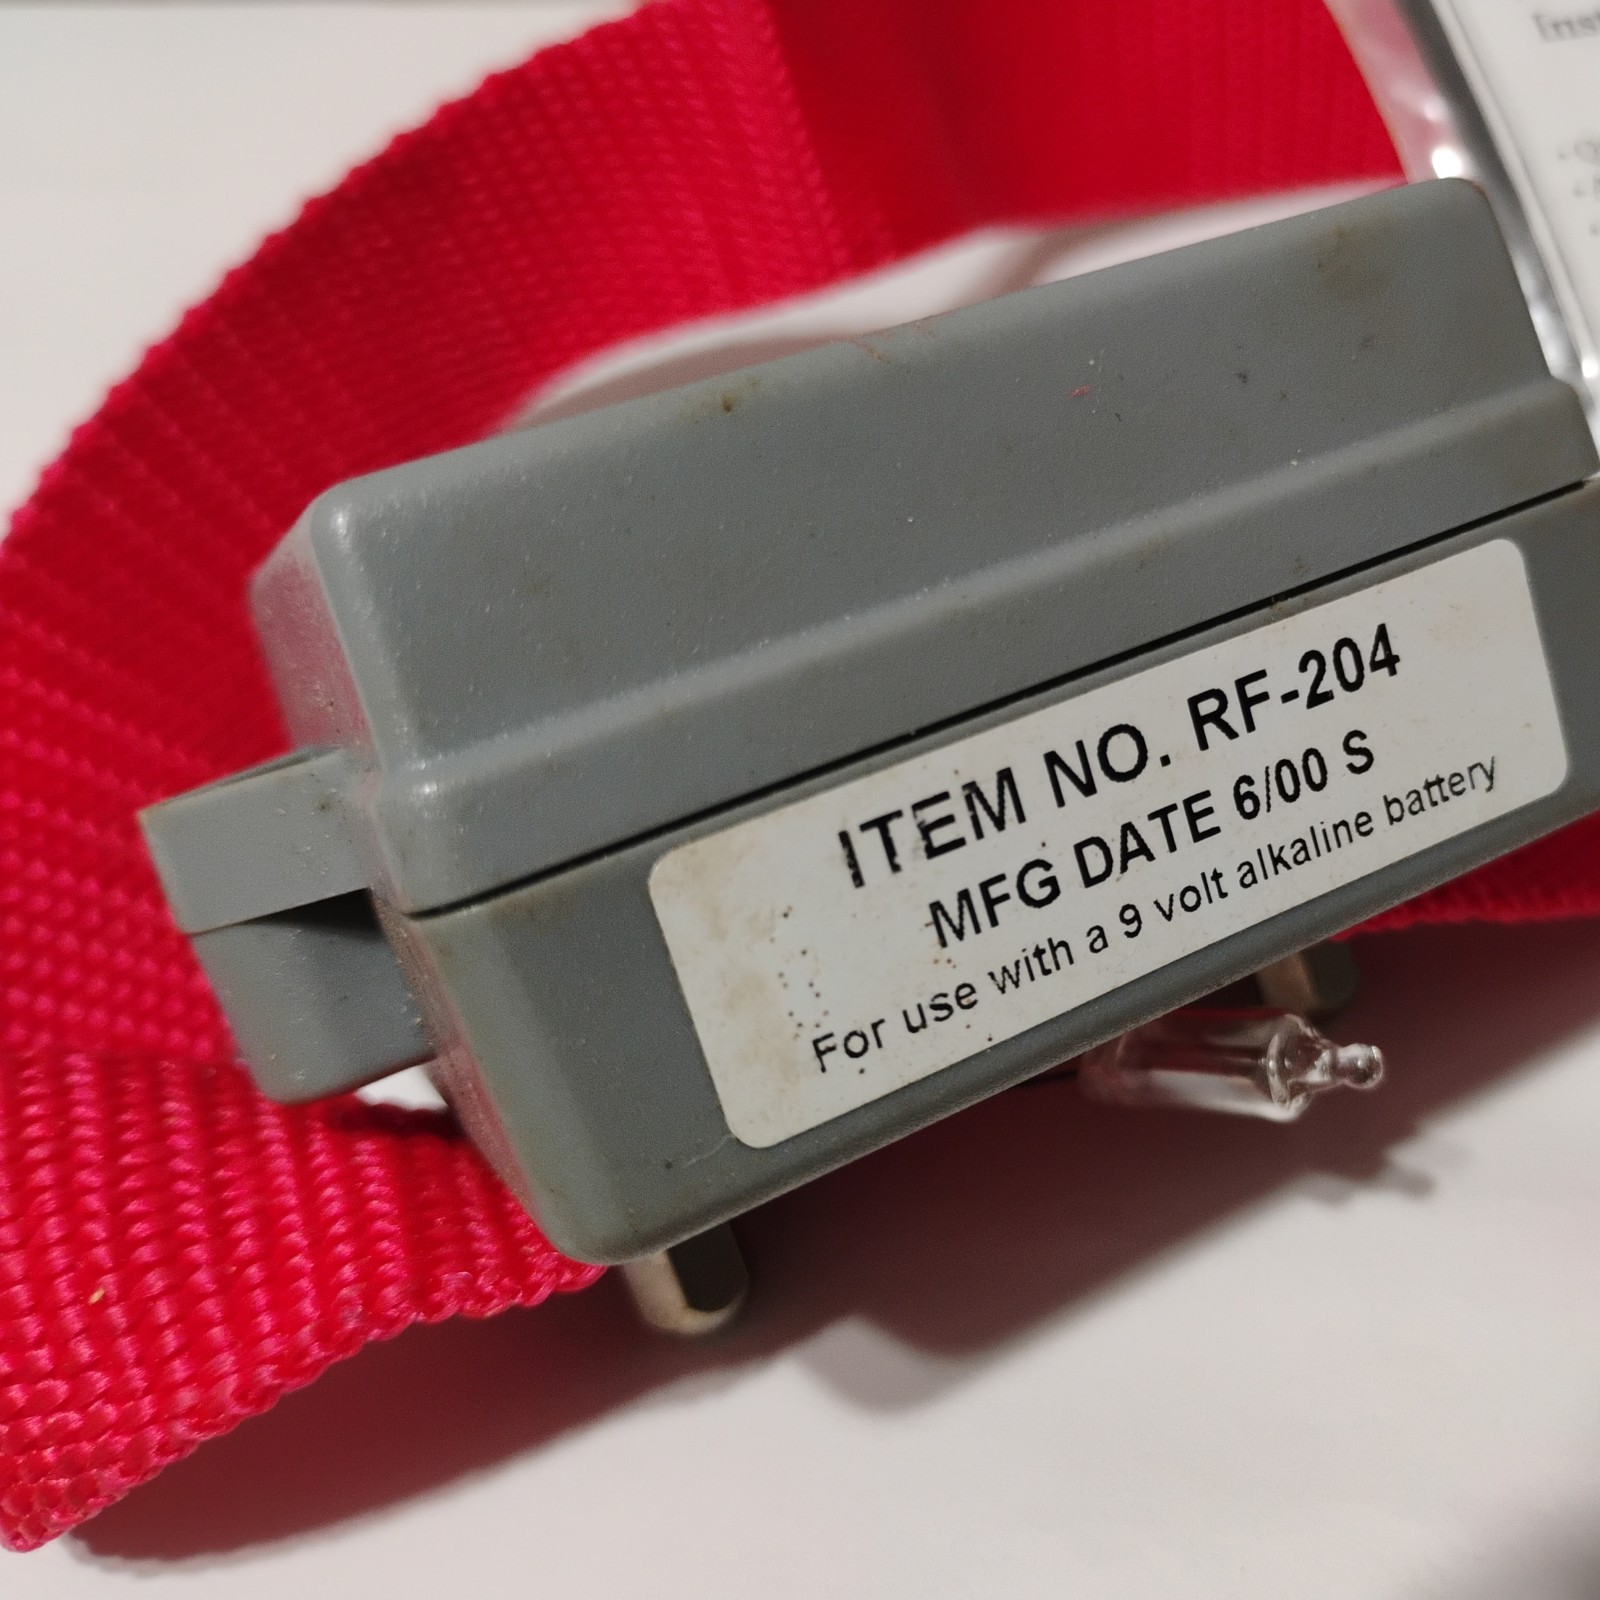 ITEM NO. RF-204
MFG DATE 6/00 S
For use with a 9 volt alkaline battery